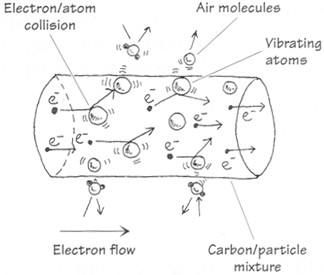 Electron/atom
collision
Air molecules
Vibrating
atoms
e-
e-
e-
e-
e-
e-
e-
Electron flow
Carbon/particle
mixture